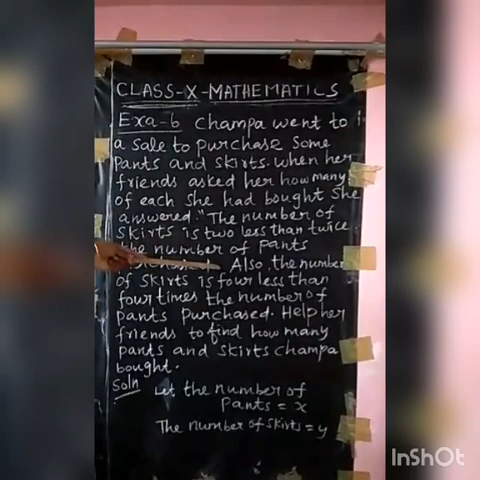 CLASS-X-MATHEMATICS
Exa-6 Champa went to
a sale to purchase some
pants and skirts. When her
friends asked her how many
of each she had bought she
answered. "The number of
skirts is two less than twice
the number of pants
Also, the number
of skirts is four less than
four times the number of
pants purchased. Help her
friends to find how many
pants and skirts champa
bought.
Soln Let the number of
pants = x
The number of skirts = y
InShOt